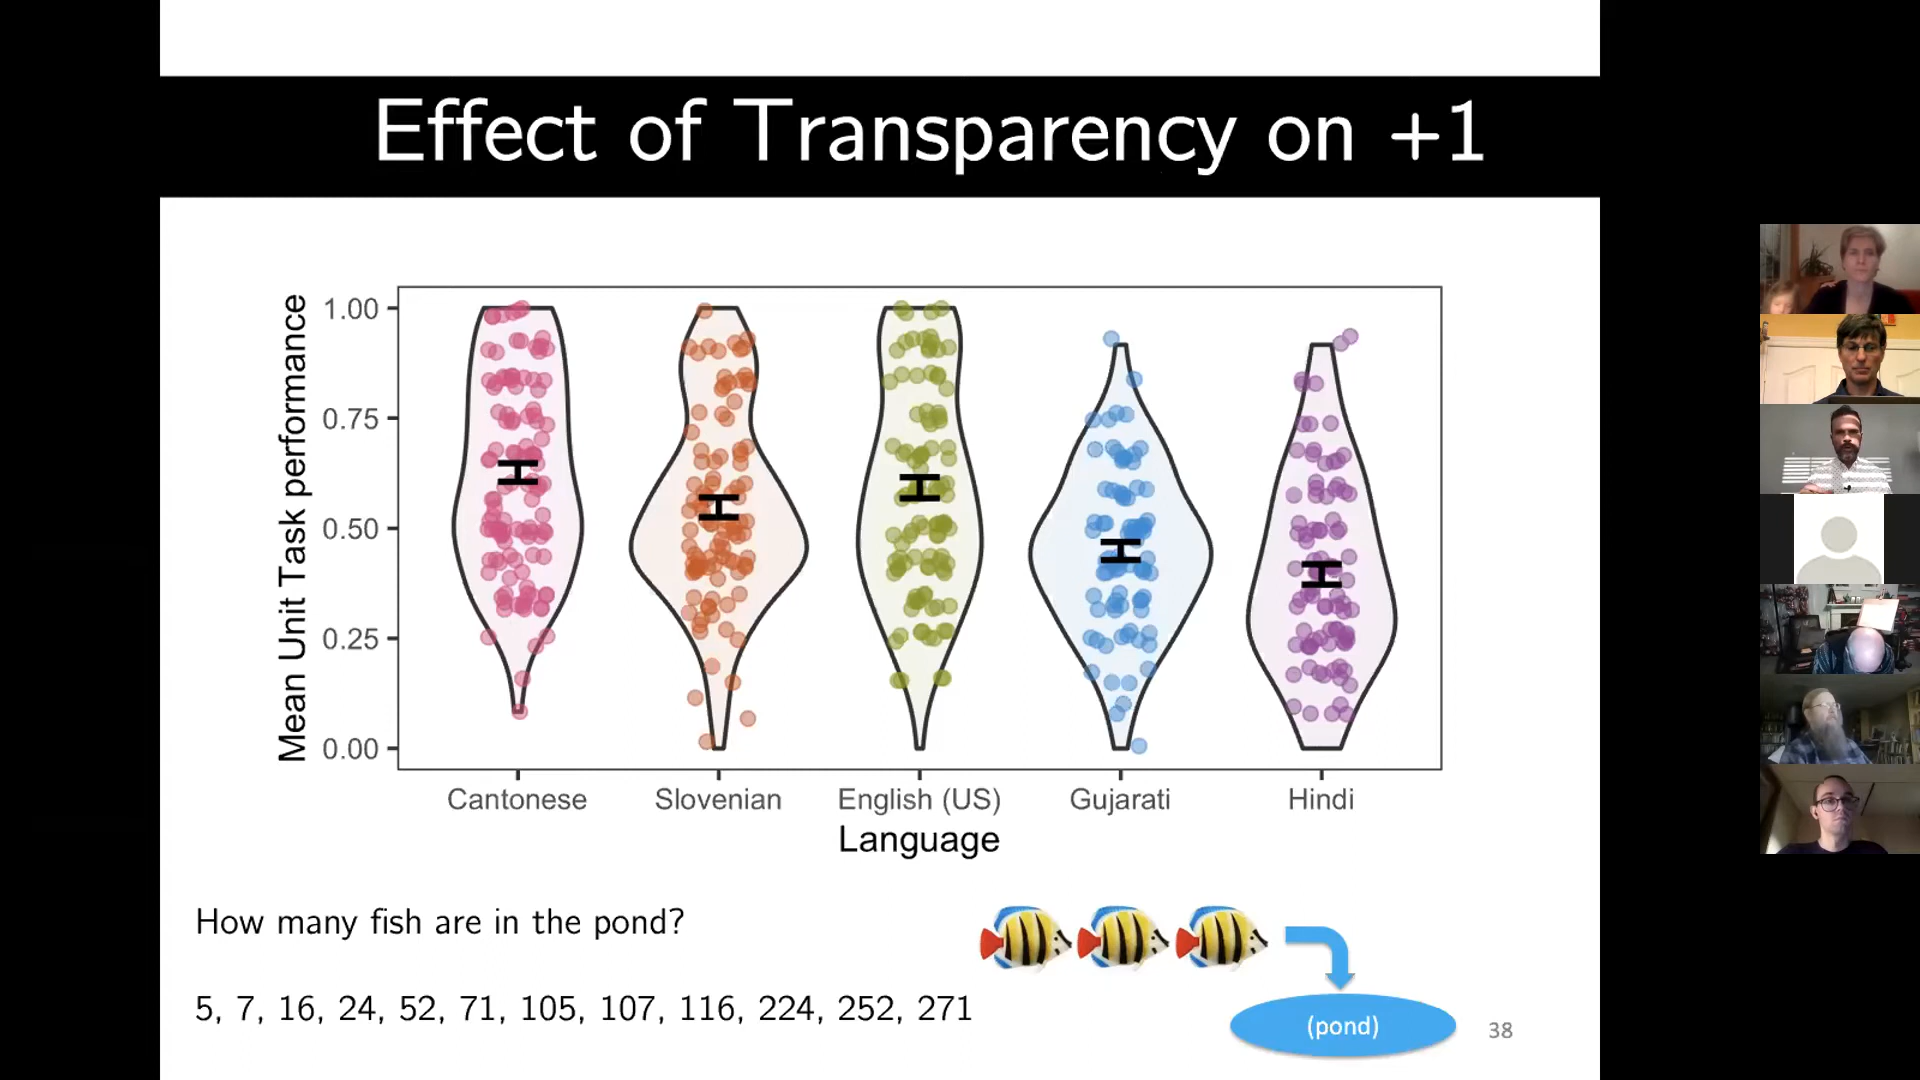 Effect of Transparency on +1
Mean Unit Task performance
1.00
0.75
0.50
0.25
0.00
Cantonese Slovenian English (US) Gujarati Hindi
Language
How many fish are in the pond?
5, 7, 16, 24, 52, 71, 105, 107, 116, 224, 252, 271
(pond)
38